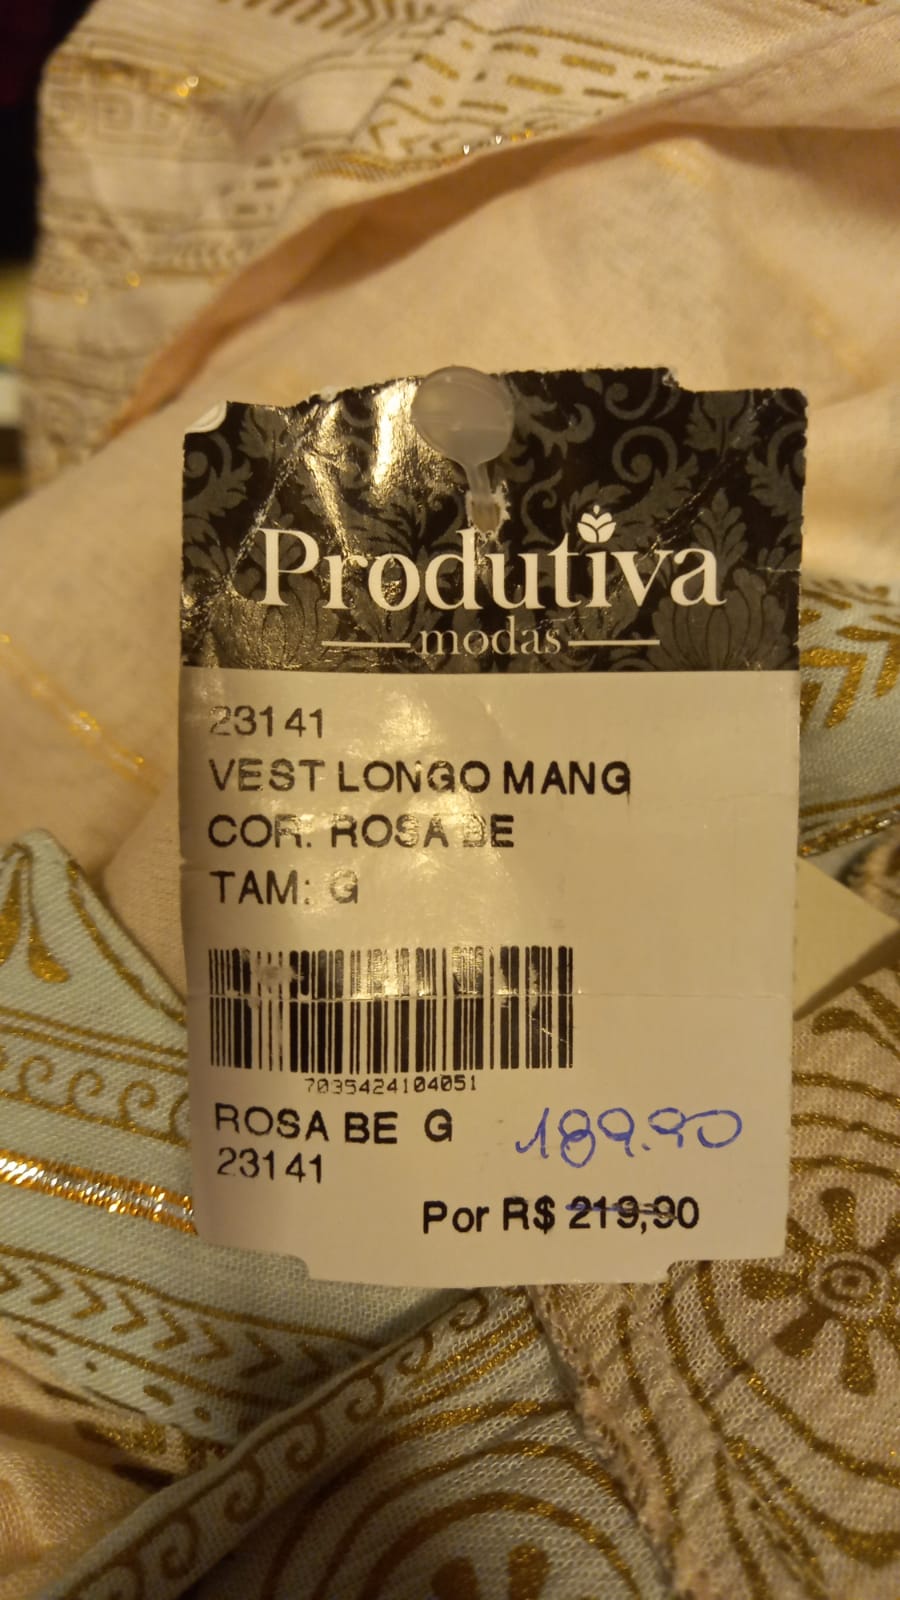 Produtiva
modas
23141
VEST LONGO MANG
COR: ROSA BE
TAM: G
7035424104051
ROSA BE G
189.90
23141
Por R$ 219,90